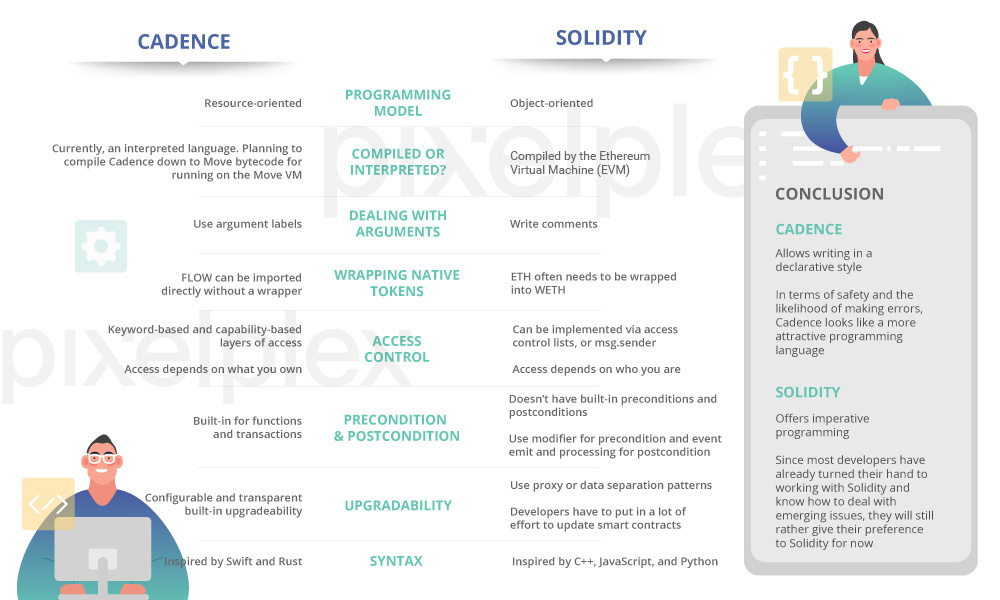 CADENCE
SOLIDITY
Resource-oriented
PROGRAMMING
MODEL
Object-oriented
Currently, an interpreted language. Planning to
compile Cadence down to Move bytecode for
running on the Move VM
COMPILED OR
INTERPRETED?
Compiled by the Ethereum
Virtual Machine (EVM)
Use argument labels
DEALING WITH
ARGUMENTS
Write comments
FLOW can be imported
directly without a wrapper
WRAPPING NATIVE
TOKENS
ETH often needs to be wrapped
into WETH
Keyword-based and capability-based
layers of access
Access depends on what you own
ACCESS
CONTROL
Can be implemented via access
control lists, or msg.sender
Access depends on who you are
Built-in for functions
and transactions
PRECONDITION
& POSTCONDITION
Doesn't have built-in preconditions and
postconditions
Use modifier for precondition and event
emit and processing for postcondition
Configurable and transparent
built-in upgradeability
UPGRADABILITY
Use proxy or data separation patterns
Developers have to put in a lot of
effort to update smart contracts
Inspired by Swift and Rust
SYNTAX
Inspired by C++, JavaScript, and Python
{ }
CONCLUSION
CADENCE
Allows writing in a
declarative style
In terms of safety and the
likelihood of making errors,
Cadence looks like a more
attractive programming
language
SOLIDITY
Offers imperative
programming
Since most developers have
already turned their hand to
working with Solidity and
know how to deal with
emerging issues, they will still
rather give their preference
to Solidity for now
</>
pixelplex
pixelplex